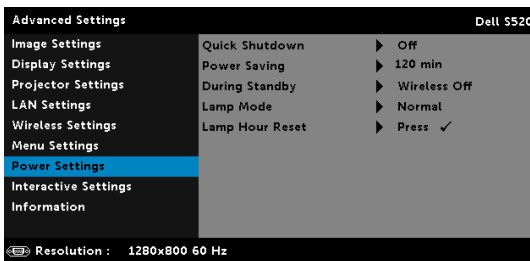 Advanced Settings Dell S520
Image Settings Quick Shutdown Off
Display Settings Power Saving 120 min
Projector Settings During Standby Wireless Off
LAN Settings Lamp Mode Normal
Wireless Settings Lamp Hour Reset Press ✓
Menu Settings
Power Settings
Interactive Settings
Information
Resolution : 1280x800 60 Hz